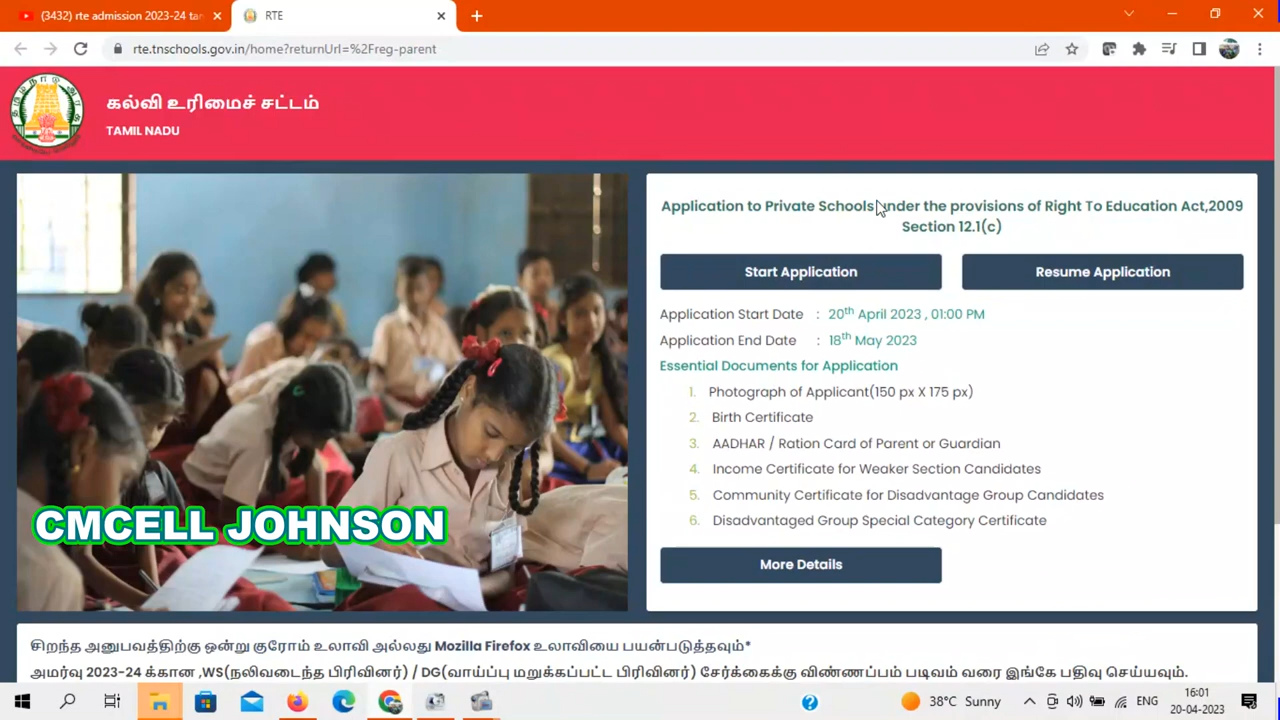 (3432) rte admission 2023-24 tar
RTE
rte.tnschools.gov.in/home?returnUrl=%2Freg-parent
கல்வி உரிமைச் சட்டம்
TAMIL NADU
Application to Private Schools under the provisions of Right To Education Act,2009
Section 12.1(c)
Start Application
Resume Application
Application Start Date : 20th April 2023 , 01:00 PM
Application End Date : 18th May 2023
Essential Documents for Application
1. Photograph of Applicant(150 px X 175 px)
2. Birth Certificate
3. AADHAR / Ration Card of Parent or Guardian
4. Income Certificate for Weaker Section Candidates
5. Community Certificate for Disadvantage Group Candidates
6. Disadvantaged Group Special Category Certificate
More Details
CMCELL JOHNSON
சிறந்த அனுபவத்திற்கு ஒன்று குரோம் உலாவி அல்லது Mozilla Firefox உலாவியை பயன்படுத்தவும்*
அமர்வு 2023-24 க்கான ,WS(நலிவடைந்த பிரிவினர்) / DG(வாய்ப்பு மறுக்கப்பட்ட பிரிவினர்) சேர்க்கைக்கு விண்ணப்பம் படிவம் வரை இங்கே பதிவு செய்யவும்.
38°C Sunny
ENG
16:01
20-04-2023